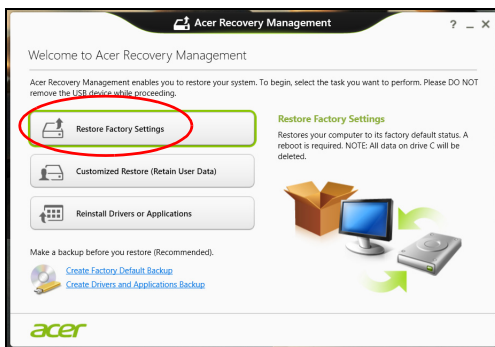 Acer Recovery Management
? _ X
Welcome to Acer Recovery Management
Acer Recovery Management enables you to restore your system. To begin, select the task you want to perform. Please DO NOT
remove the USB device while proceeding.
Restore Factory Settings
Customized Restore (Retain User Data)
Reinstall Drivers or Applications
Restore Factory Settings
Restores your computer to its factory default status. A
reboot is required. NOTE: All data on drive C will be
deleted.
Make a backup before you restore (Recommended).
Create Factory Default Backup
Create Drivers and Applications Backup
acer